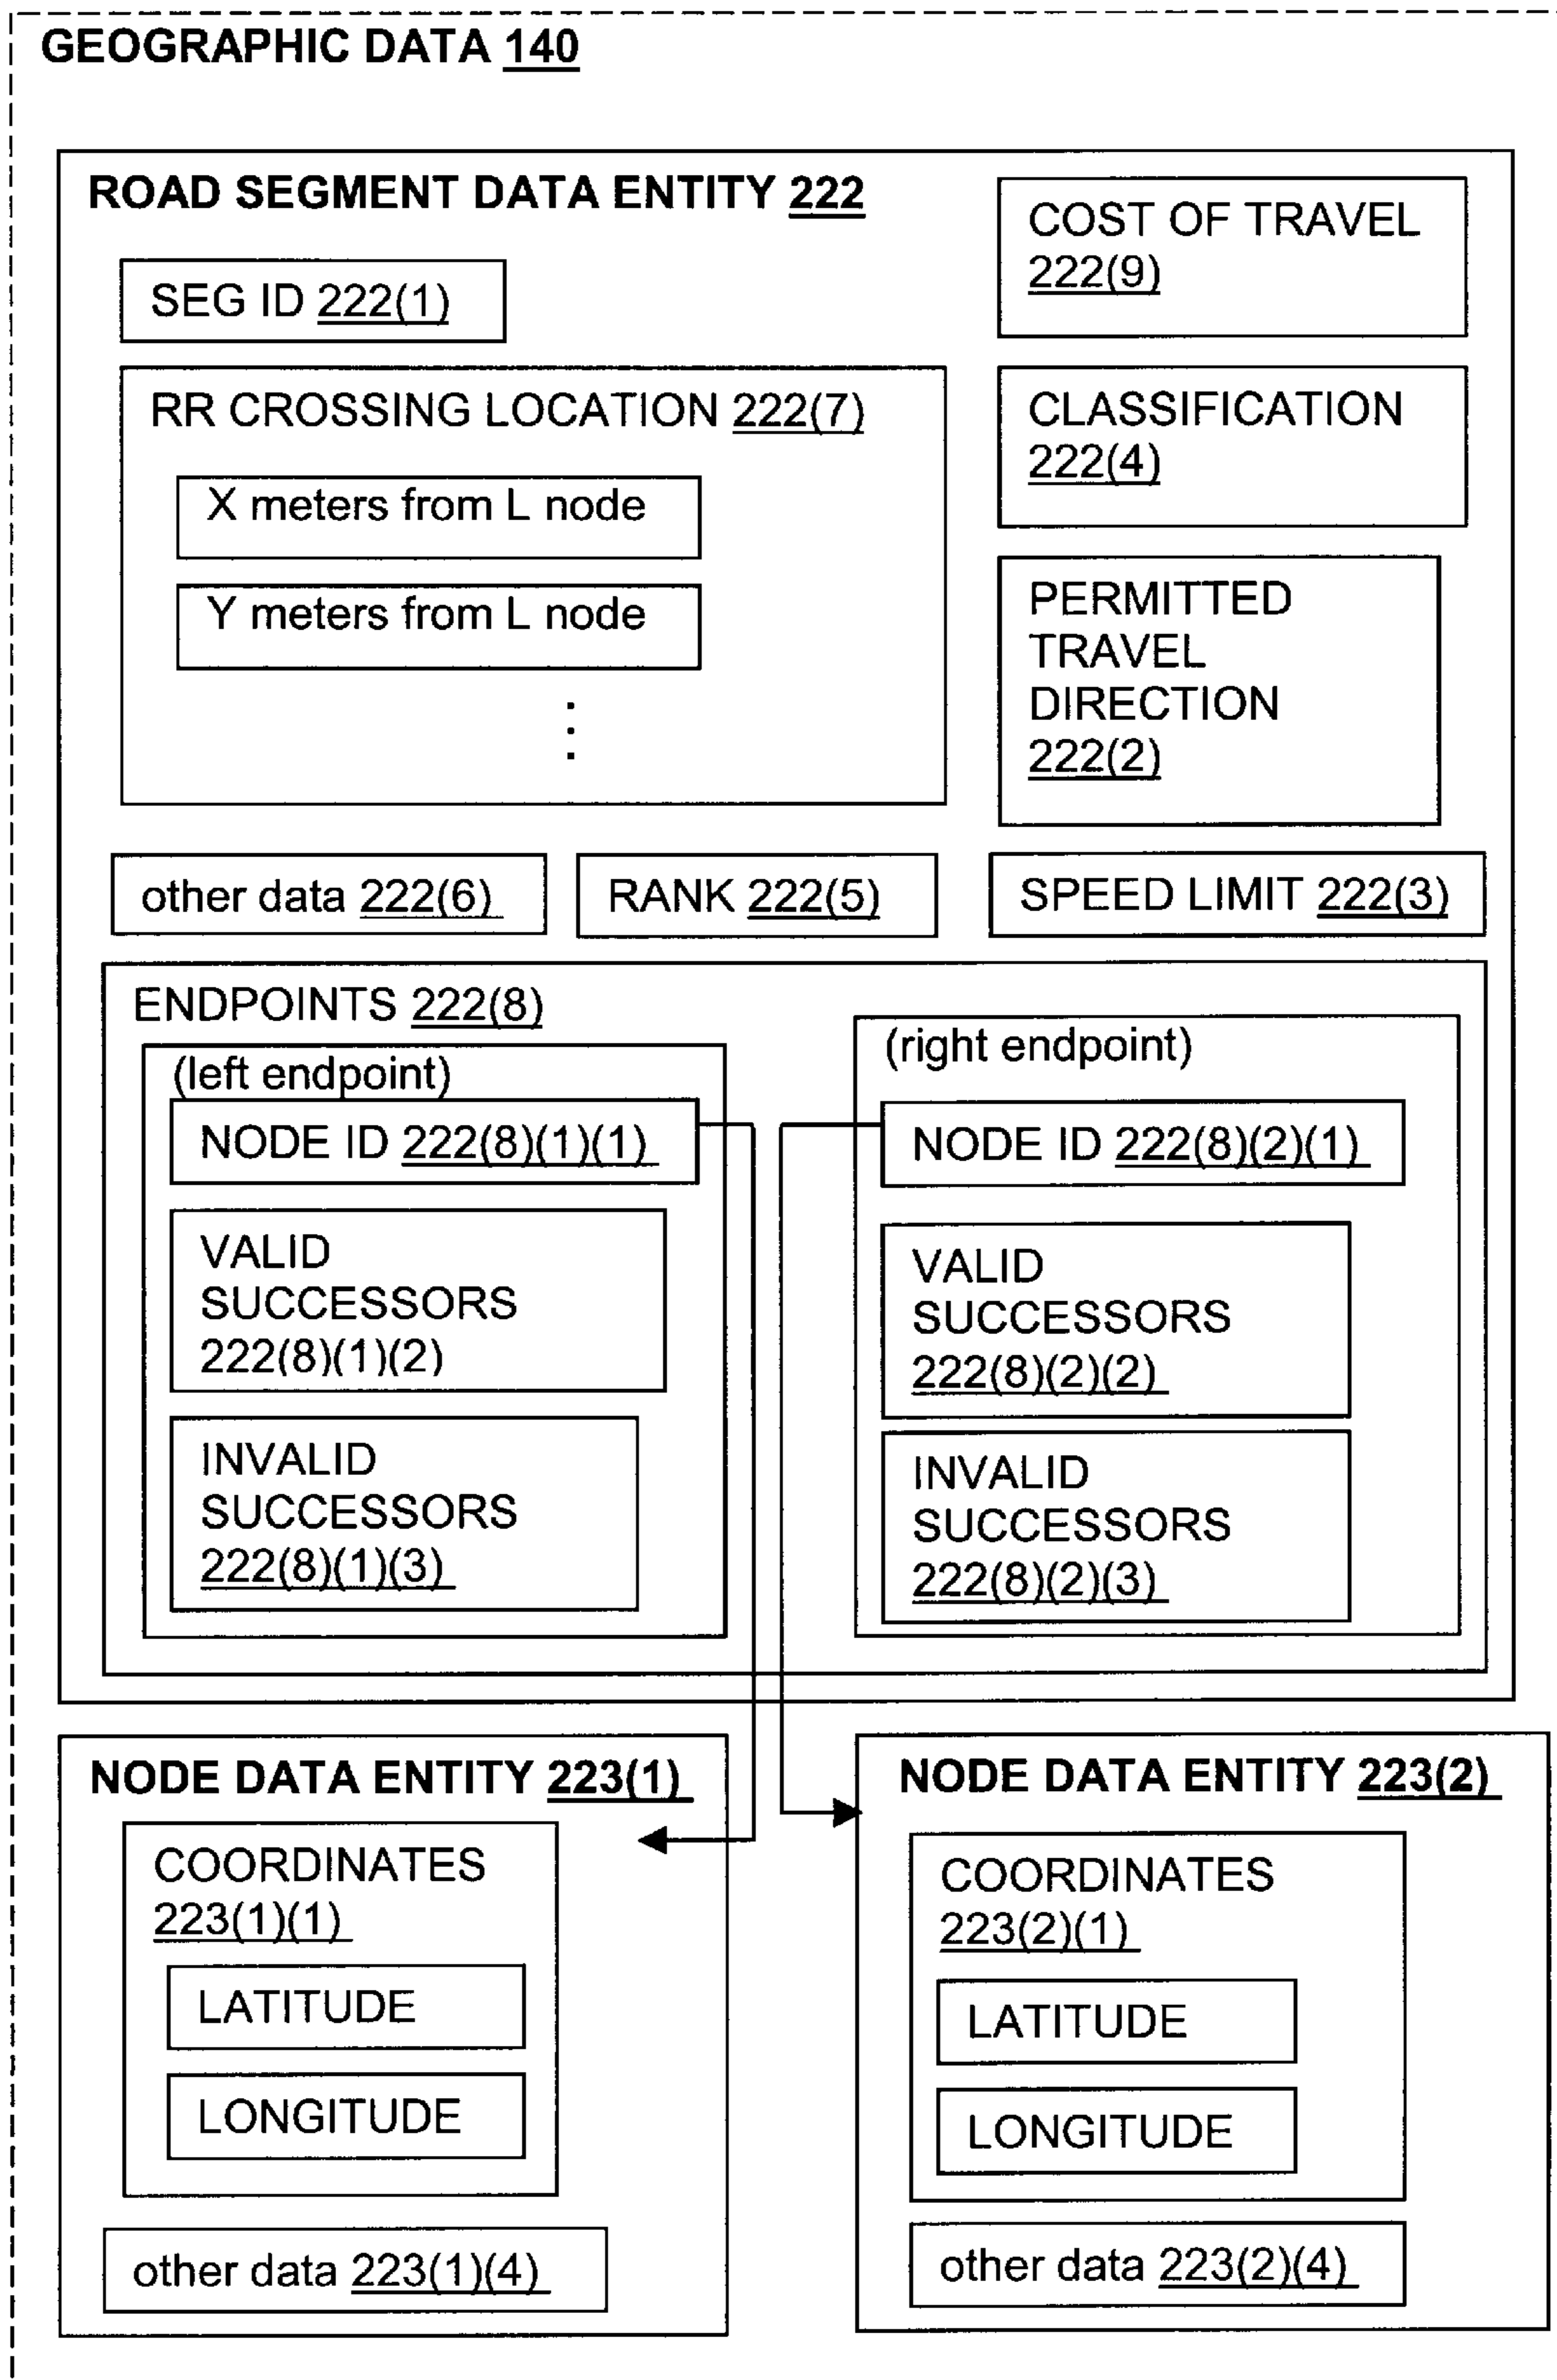 GEOGRAPHIC DATA 140
ROAD SEGMENT DATA ENTITY 222
SEG ID 222(1)
COST OF TRAVEL
222(9)
RR CROSSING LOCATION 222(7)
X meters from L node
Y meters from L node
CLASSIFICATION
222(4)
PERMITTED
TRAVEL
DIRECTION
222(2)
other data 222(6)
RANK 222(5)
SPEED LIMIT 222(3)
ENDPOINTS 222(8)
(left endpoint)
NODE ID 222(8)(1)(1)
VALID
SUCCESSORS
222(8)(1)(2)
INVALID
SUCCESSORS
222(8)(1)(3)
(right endpoint)
NODE ID 222(8)(2)(1)
VALID
SUCCESSORS
222(8)(2)(2)
INVALID
SUCCESSORS
222(8)(2)(3)
NODE DATA ENTITY 223(1)
COORDINATES
223(1)(1)
LATITUDE
LONGITUDE
other data 223(1)(4)
NODE DATA ENTITY 223(2)
COORDINATES
223(2)(1)
LATITUDE
LONGITUDE
other data 223(2)(4)